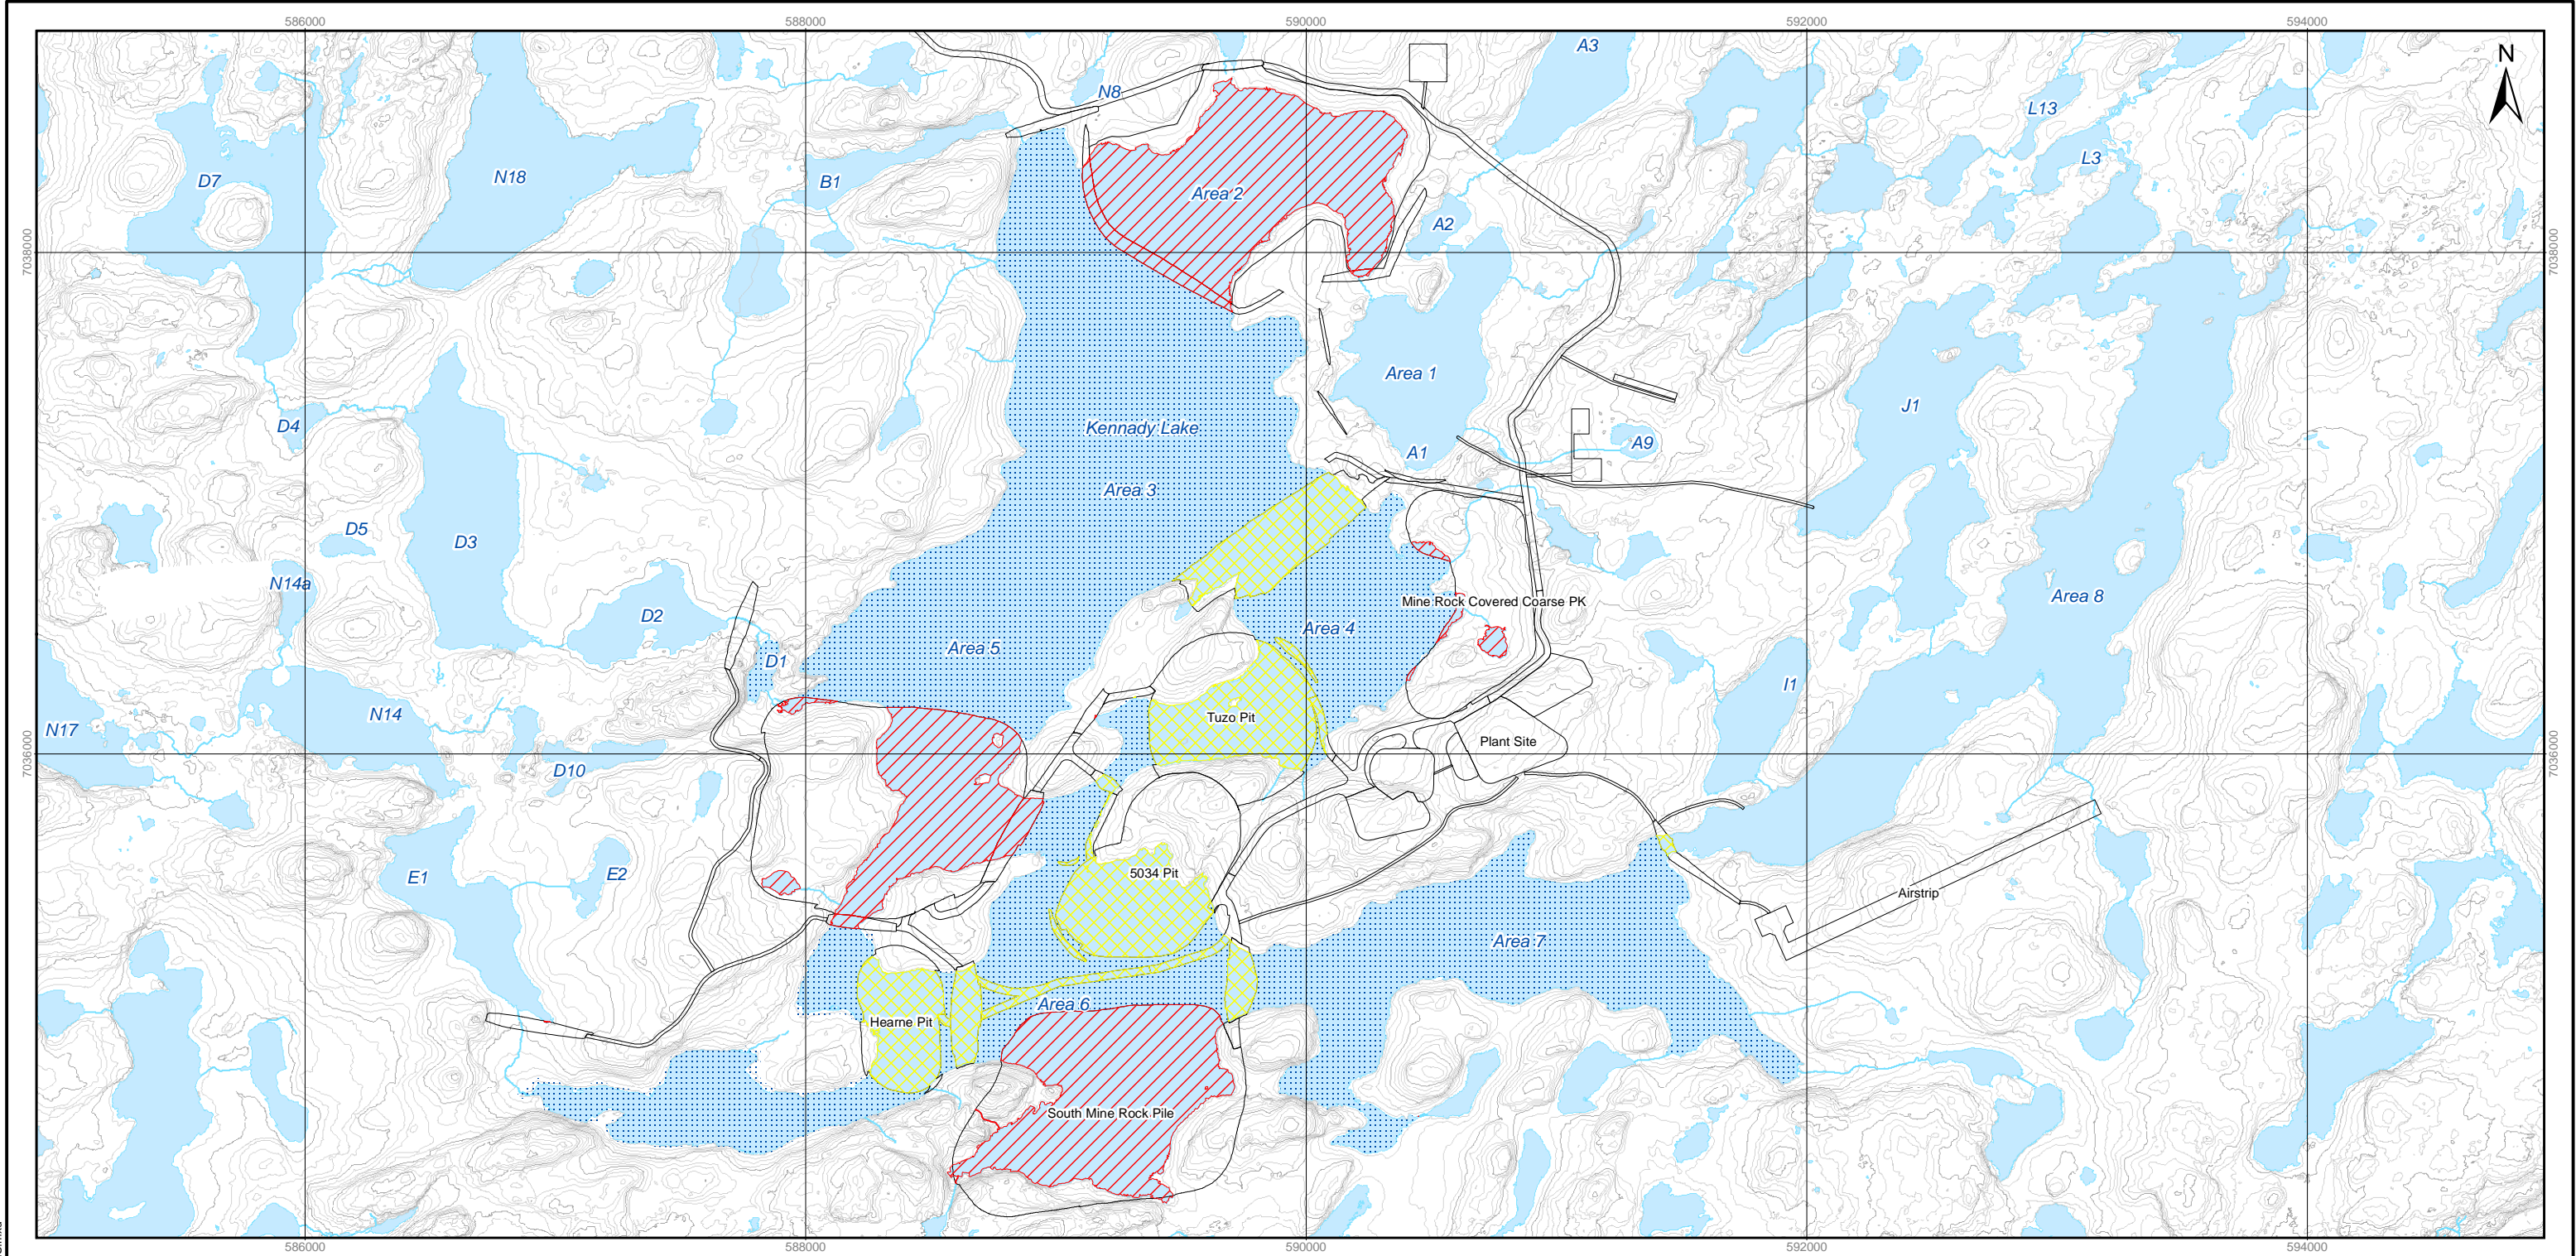 586000
588000
590000
592000
594000
N
A3
N8
L13
L3
D7
N18
B1
Area 2
A2
7038000
7038000
Area 1
J1
Kennady Lake
D4
A9
A1
Area 3
D5
D3
N14a
Area 8
Mine Rock Covered Coarse PK
D2
Area 4
Area 5
D1
I1
N14
Tuzo Pit
N17
Plant Site
7036000
7036000
D10
5034 Pit
E2
E1
Airstrip
Area 7
Area 6
Hearne Pit
South Mine Rock Pile
586000
588000
590000
592000
594000